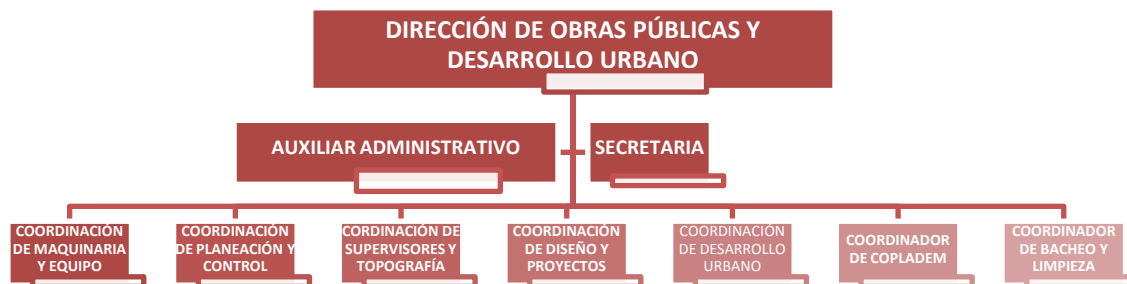 DIRECCIÓN DE OBRAS PÚBLICAS Y
DESARROLLO URBANO
AUXILIAR ADMINISTRATIVO
SECRETARIA
COORDINACIÓN
DE MAQUINARIA
Y EQUIPO
COORDINACIÓN
DE PLANEACIÓN Y
CONTROL
CORDINACIÓN DE
SUPERVISORES Y
TOPOGRAFÍA
COORDINACIÓN
DE DISEÑO Y
PROYECTOS
COORDINACIÓN
DE DESARROLLO
URBANO
COORDINADOR
DE COPLADEM
COORDINADOR
DE BACHEO Y
LIMPIEZA